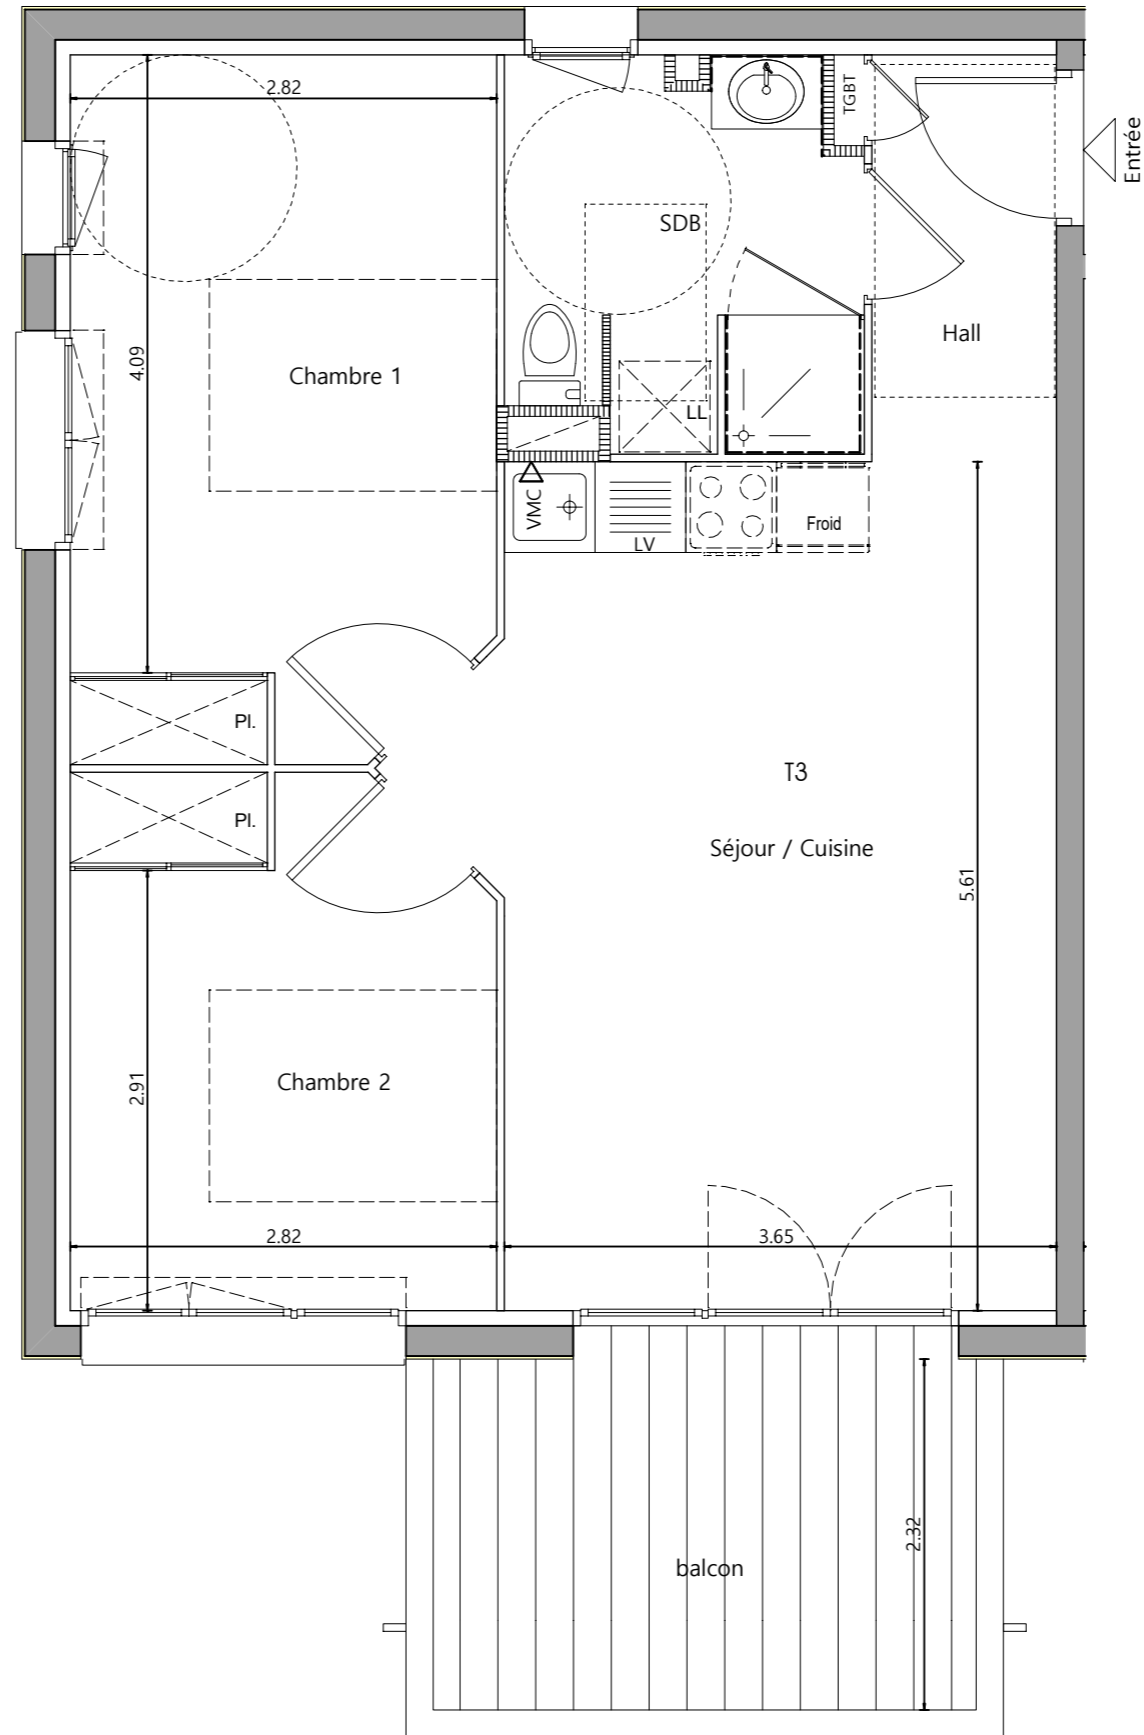 2.82
TGBT
Entrée
SDB
Hall
4.09
Chambre 1
LL
VMC
LV
Froid
Pl.
Pl.
T3
Séjour / Cuisine
5.61
2.91
Chambre 2
2.82
3.65
2.32
balcon